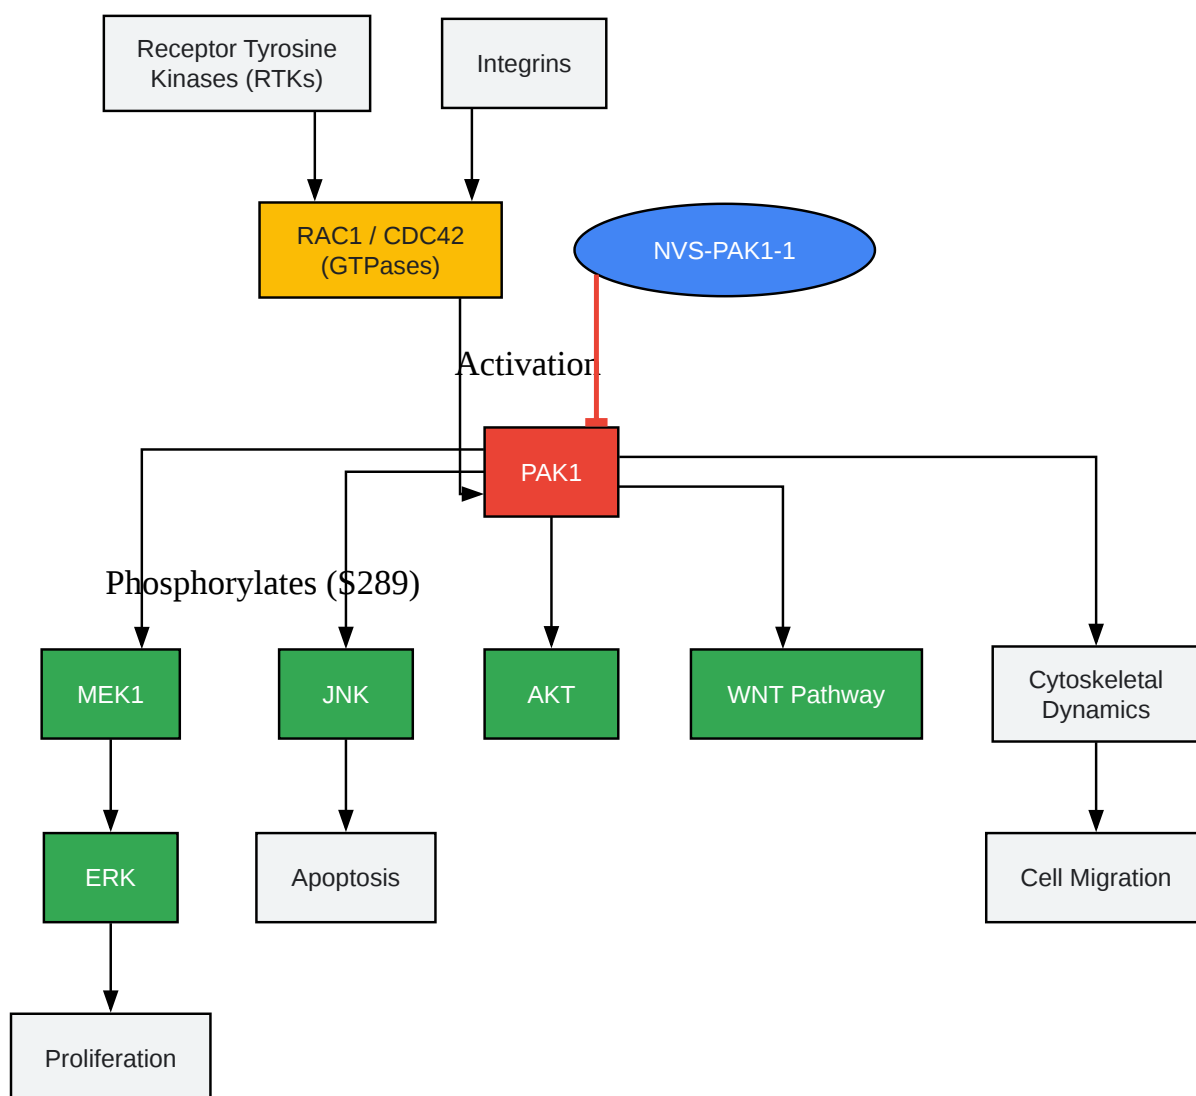 Receptor Tyrosine
Kinases (RTKs)
Integrins
RAC1 / CDC42
(GTPases)
NVS-PAK1-1
Activation
PAK1
Phosphorylates (S289)
MEK1
JNK
AKT
WNT Pathway
Cytoskeletal
Dynamics
ERK
Apoptosis
Cell Migration
Proliferation